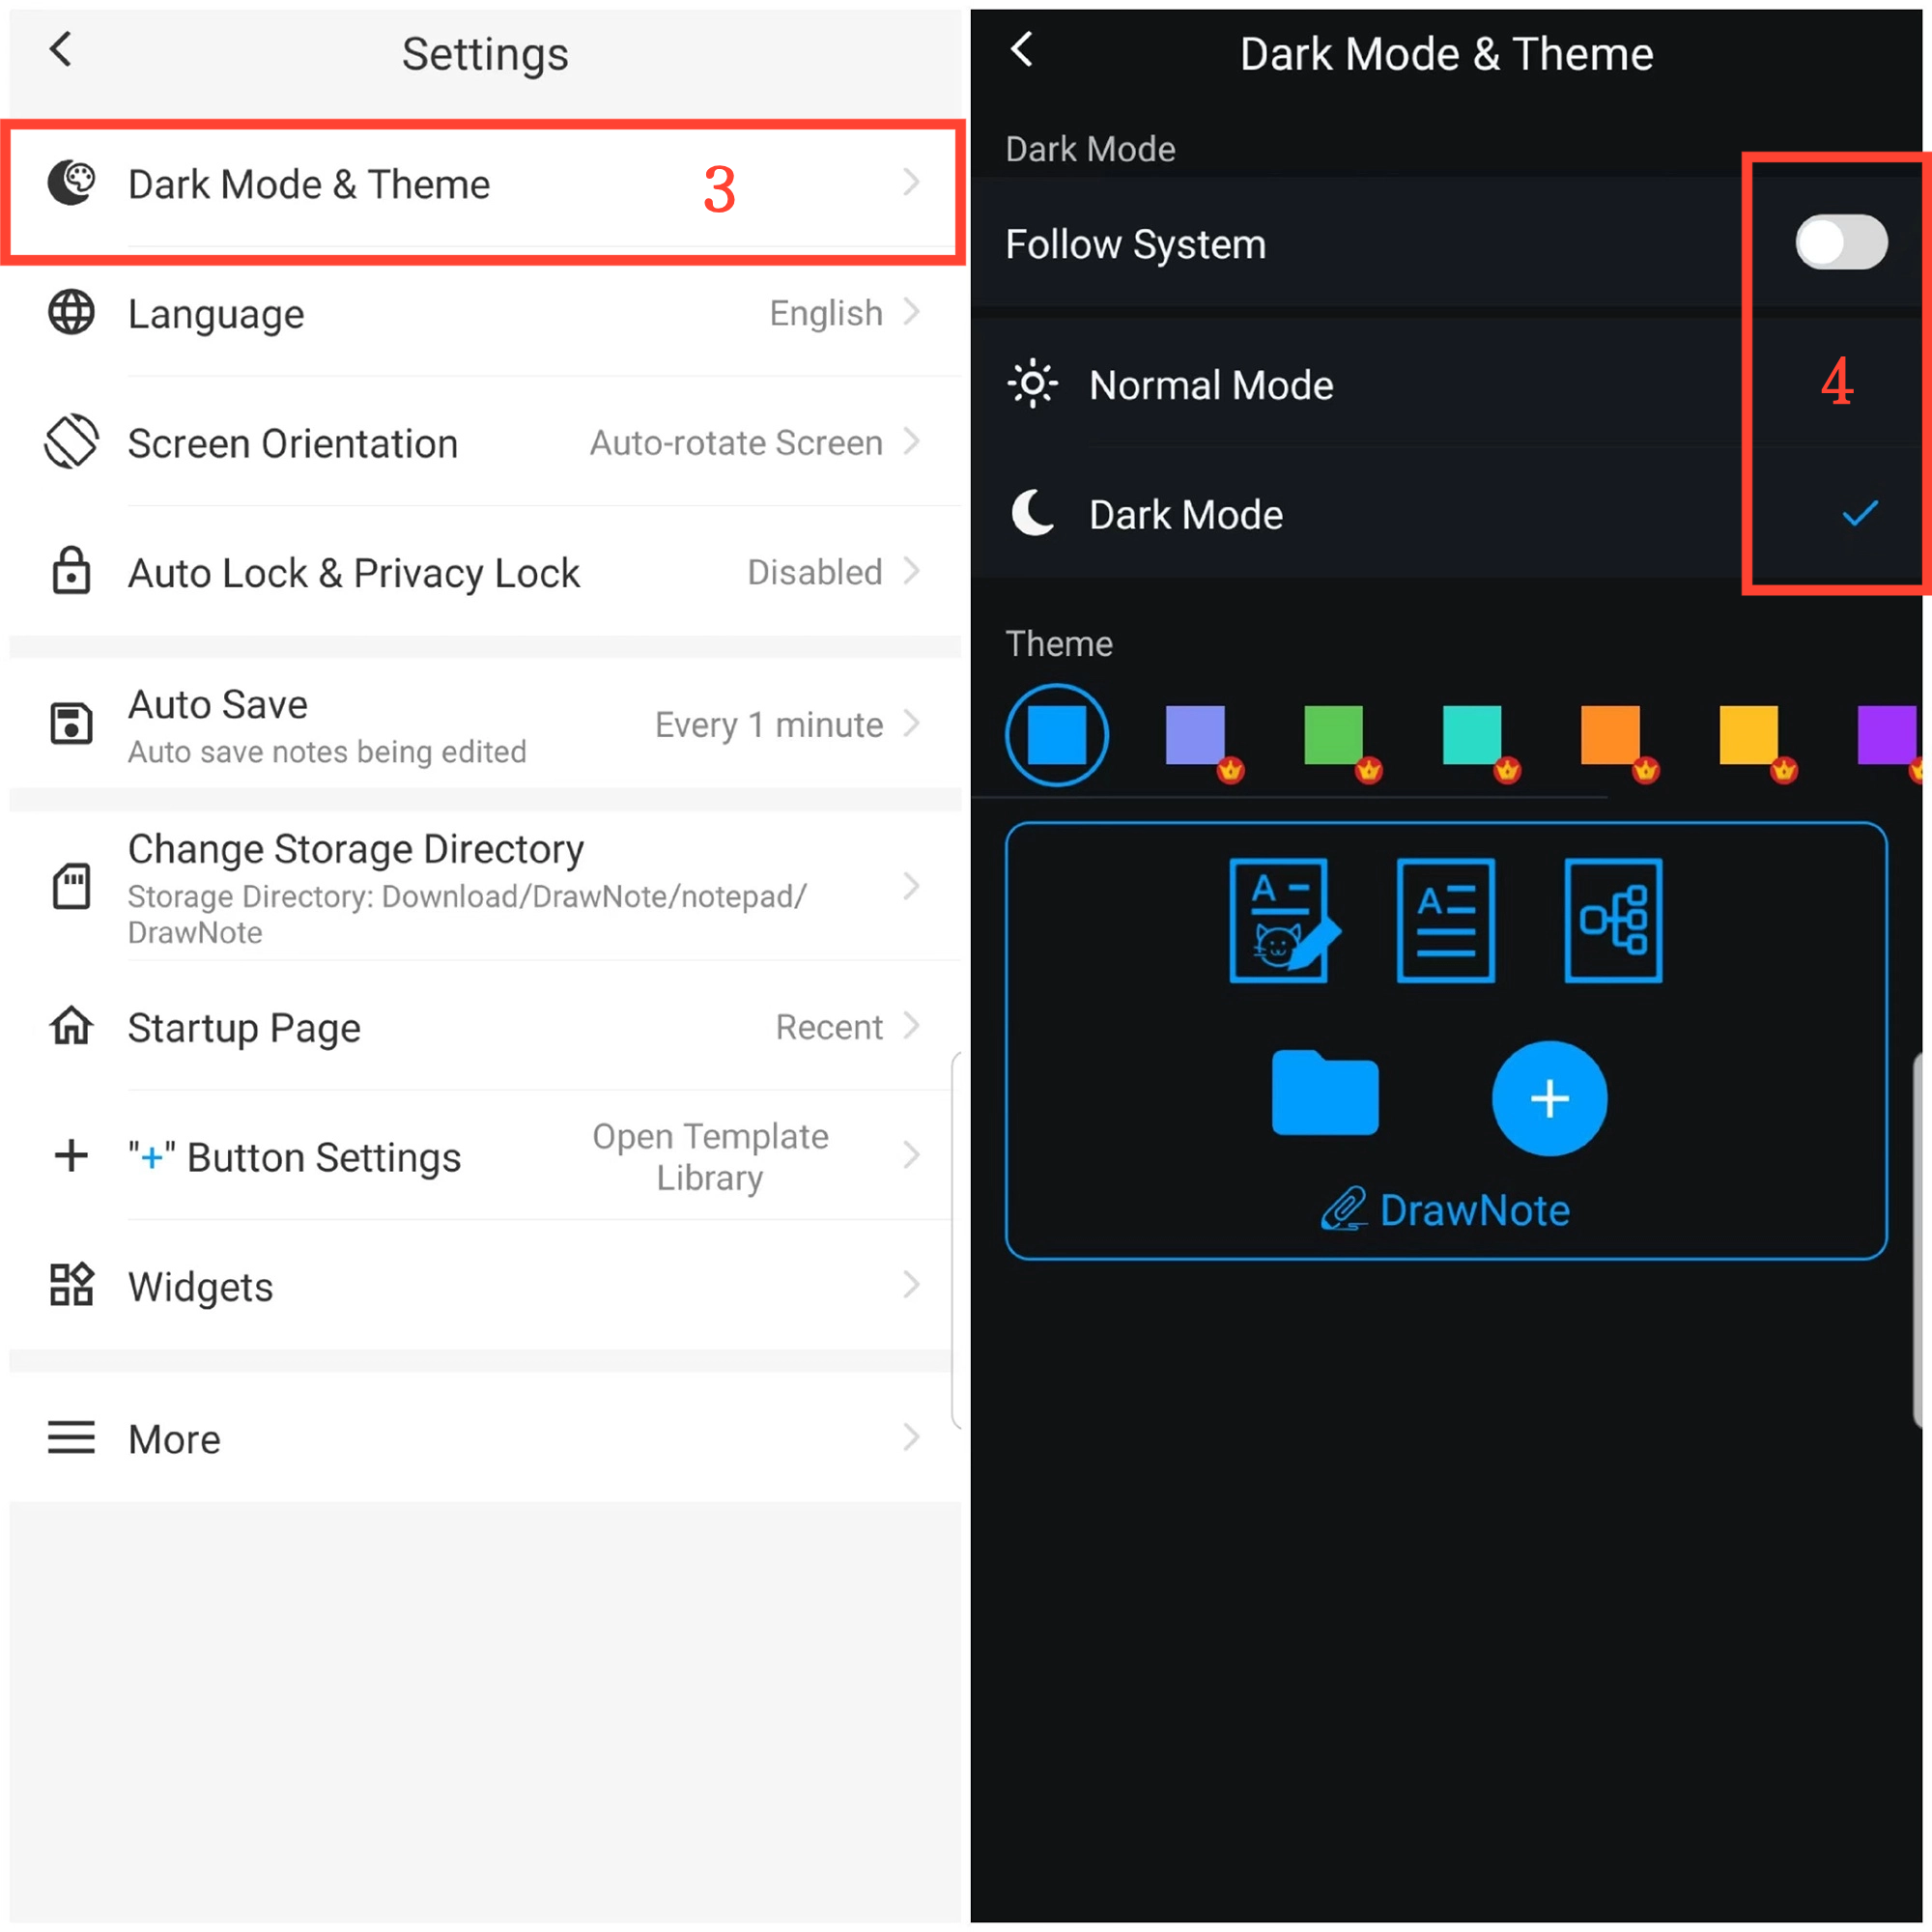 Settings
Dark Mode & Theme
3
Language
English
Screen Orientation
Auto-rotate Screen
Auto Lock & Privacy Lock
Disabled
Auto Save
Auto save notes being edited
Every 1 minute
Change Storage Directory
Storage Directory: Download/DrawNote/notepad/
DrawNote
Startup Page
Recent
"+" Button Settings
Open Template
Library
Widgets
More
Dark Mode & Theme
Dark Mode
Follow System
Normal Mode
4
Dark Mode
Theme
A
A
DrawNote